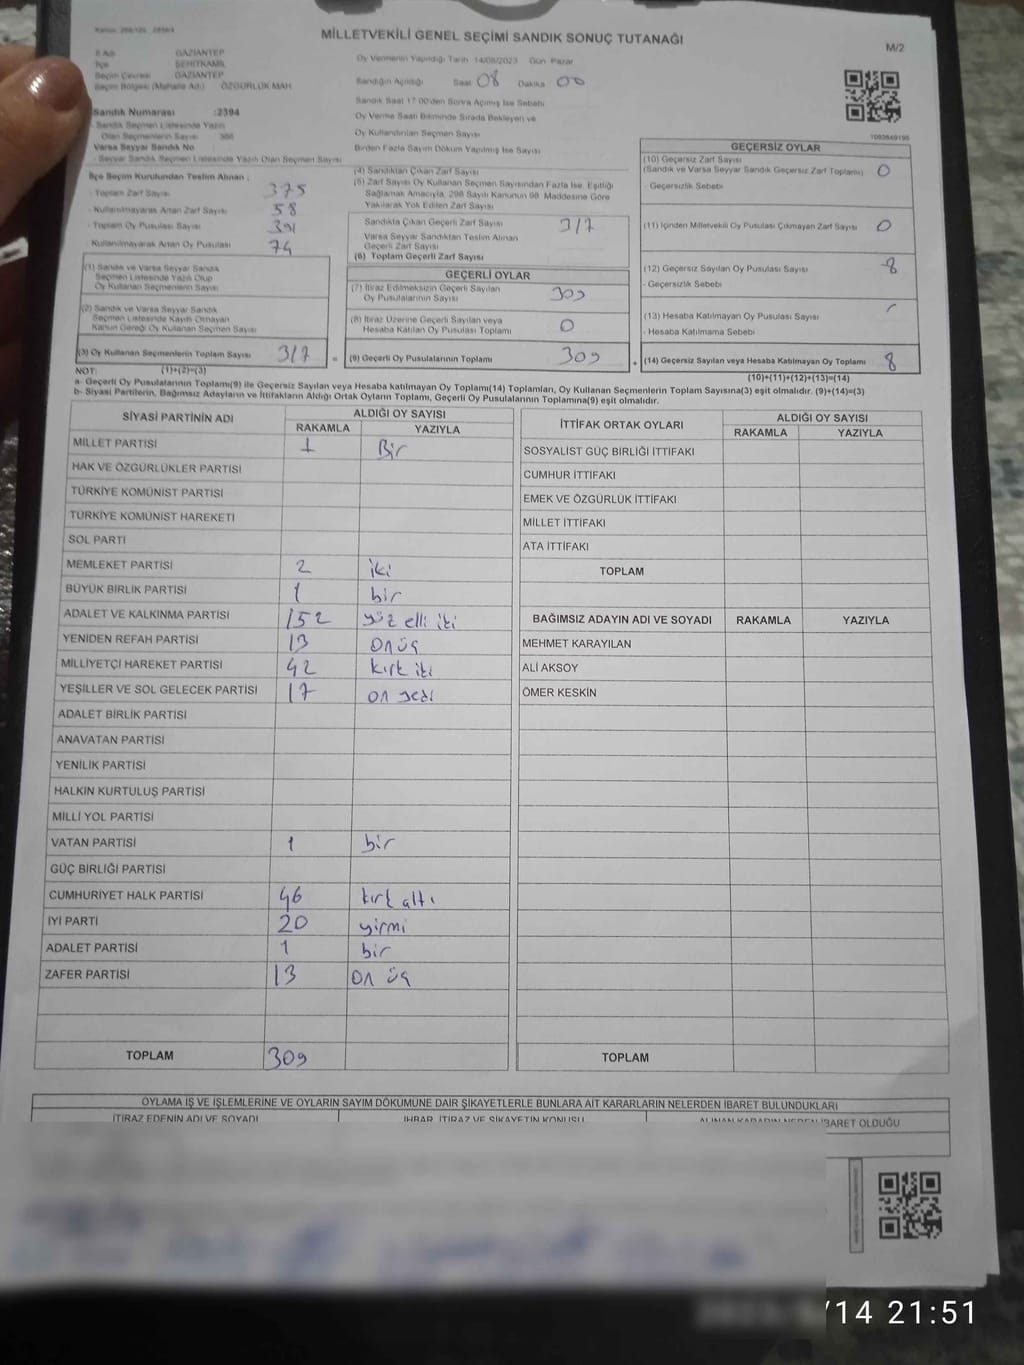 MİLLETVEKİLİ GENEL SEÇİMİ SANDIK SONUÇ TUTANAĞI
M/2
İl Adı GAZİANTEP
İlçe ŞEHİTKAMİL
Seçim Çevresi GAZİANTEP
Seçim Bölgesi (Mahalle Adı) ÖZGÜRLÜK MAH
Sandık Numarası :2394
- Sandık Seçmen Listesinde Yazılı
Olan Seçmenlerin Sayısı 366
Varsa Seyyar Sandık No
- Seyyar Sandık Seçmen Listesinde Yazılı Olan Seçmen Sayısı
Oy Vermenin Yapıldığı Tarih 14/05/2023 Gün Pazar
Sandığın Açıldığı Saat 08 Dakika 00
Sandık Saat 17:00'den Sonra Açılmış İse Sebebi
Oy Verme Saati Bitiminde Sırada Bekleyen ve
Oy Kullandırılan Seçmen Sayısı
Birden Fazla Sayım Döküm Yapılmış İse Sayısı
İlçe Seçim Kurulundan Teslim Alınan;
- Toplam Zarf Sayısı 375
- Kullanılmayarak Artan Zarf Sayısı 58
- Toplam Oy Pusulası Sayısı 391
- Kullanılmayarak Artan Oy Pusulası 74
(1) Sandık ve Varsa Seyyar Sandık
Seçmen Listesinde Yazılı Olup
Oy Kullanan Seçmenlerin Sayısı
(2) Sandık ve Varsa Seyyar Sandık
Seçmen Listesinde Kayıtlı Olmayan
Kanun Gereği Oy Kullanan Seçmen Sayısı
(3) Oy Kullanan Seçmenlerin Toplam Sayısı 317
(4) Sandıktan Çıkan Zarf Sayısı
(5) Zarf Sayısı Oy Kullanan Seçmen Sayısından Fazla İse, Eşitliği
Sağlamak Amacıyla, 298 Sayılı Kanunun 98. Maddesine Göre
Yakılarak Yok Edilen Zarf Sayısı
Sandıkta Çıkan Geçerli Zarf Sayısı 317
Varsa Seyyar Sandıktan Teslim Alınan
Geçerli Zarf Sayısı
(6) Toplam Geçerli Zarf Sayısı
GEÇERLİ OYLAR
(7) İtiraz Edilmeksizin Geçerli Sayılan
Oy Pusulalarının Sayısı 309
(8) İtiraz Üzerine Geçerli Sayılan veya
Hesaba Katılan Oy Pusulası Toplamı 0
= (9) Geçerli Oy Pusulalarının Toplamı 309
GEÇERSİZ OYLAR
(10) Geçersiz Zarf Sayısı
(Sandık ve Varsa Seyyar Sandık Geçersiz Zarf Toplamı) 0
- Geçersizlik Sebebi
(11) İçinden Milletvekili Oy Pusulası Çıkmayan Zarf Sayısı 0
(12) Geçersiz Sayılan Oy Pusulası Sayısı 8
- Geçersizlik Sebebi
(13) Hesaba Katılmayan Oy Pusulası Sayısı
- Hesaba Katılmama Sebebi
+ (14) Geçersiz Sayılan veya Hesaba Katılmayan Oy Toplamı 8
NOT: (1)+(2)=(3)
(10)+(11)+(12)+(13)=(14)
a- Geçerli Oy Pusulalarının Toplamı(9) ile Geçersiz Sayılan veya Hesaba Katılmayan Oy Toplamı(14) Toplamları, Oy Kullanan Seçmenlerin Toplam Sayısına(3) eşit olmalıdır. (9)+(14)=(3)
b- Siyasi Partilerin, Bağımsız Adayların ve İttifakların Aldığı Ortak Oyların Toplamı, Geçerli Oy Pusulalarının Toplamına(9) eşit olmalıdır.
SİYASİ PARTİNİN ADI ALDIĞI OY SAYISI
RAKAMLA YAZIYLA
MİLLET PARTİSİ 1 Bir
HAK VE ÖZGÜRLÜKLER PARTİSİ
TÜRKİYE KOMÜNİST PARTİSİ
TÜRKİYE KOMÜNİST HAREKETİ
SOL PARTİ
MEMLEKET PARTİSİ 2 iki
BÜYÜK BİRLİK PARTİSİ 1 bir
ADALET VE KALKINMA PARTİSİ 152 yüz elli iki
YENİDEN REFAH PARTİSİ 13 onüç
MİLLİYETÇİ HAREKET PARTİSİ 42 kırk iki
YEŞİLLER VE SOL GELECEK PARTİSİ 17 on yedi
ADALET BİRLİK PARTİSİ
ANAVATAN PARTİSİ
YENİLİK PARTİSİ
HALKIN KURTULUŞ PARTİSİ
MİLLİ YOL PARTİSİ
VATAN PARTİSİ 1 bir
GÜÇ BİRLİĞİ PARTİSİ
CUMHURİYET HALK PARTİSİ 46 kırk altı
İYİ PARTİ 20 yirmi
ADALET PARTİSİ 1 bir
ZAFER PARTİSİ 13 on üç
TOPLAM 309
İTTİFAK ORTAK OYLARI ALDIĞI OY SAYISI
RAKAMLA YAZIYLA
SOSYALİST GÜÇ BİRLİĞİ İTTİFAKI
CUMHUR İTTİFAKI
EMEK VE ÖZGÜRLÜK İTTİFAKI
MİLLET İTTİFAKI
ATA İTTİFAKI
TOPLAM
BAĞIMSIZ ADAYIN ADI VE SOYADI RAKAMLA YAZIYLA
MEHMET KARAYILAN
ALİ AKSOY
ÖMER KESKİN
TOPLAM
OYLAMA İŞ VE İŞLEMLERİNE VE OYLARIN SAYIM DÖKÜMÜNE DAİR ŞİKAYETLERLE BUNLARA AİT KARARLARIN NELERDEN İBARET BULUNDUKLARI
İTİRAZ EDENİN ADI VE SOYADI İHBAR, İTİRAZ VE ŞİKAYETİN KONUSU ALINAN KARARIN NEDEN İBARET OLDUĞU
/14 21:51